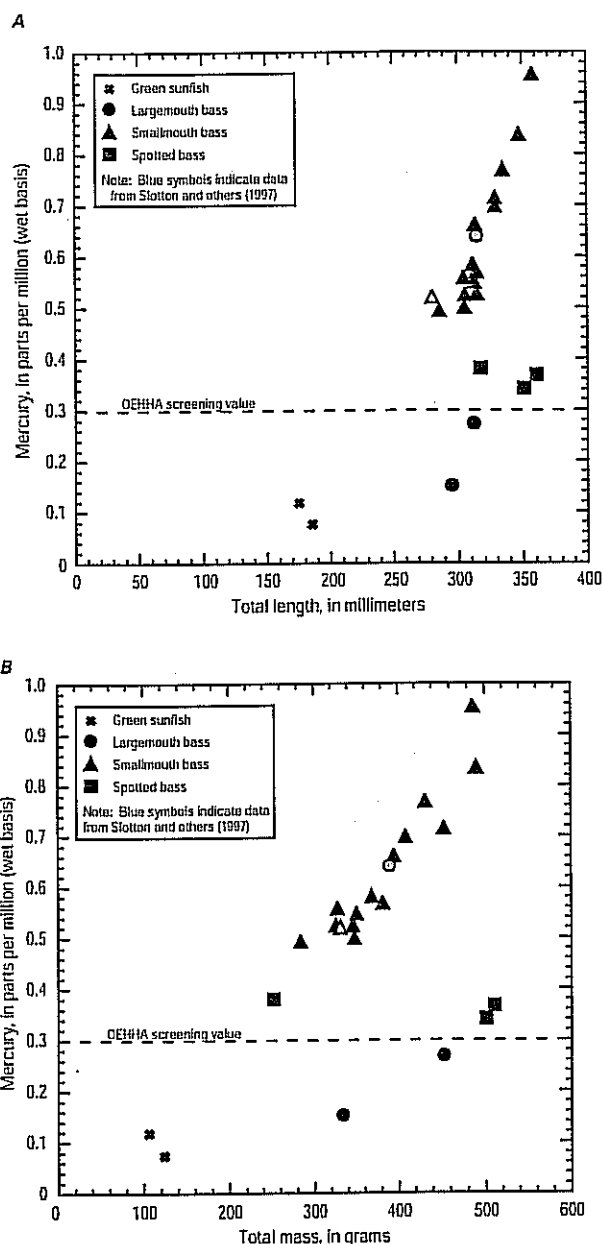 A
1.0
0.9
0.8
0.7
0.6
0.5
0.4
0.3
0.2
0.1
0
Mercury, in parts per million (wet basis)
Green sunfish
Largemouth bass
Smallmouth bass
Spotted bass
Note: Blue symbols indicate data
from Slotton and others (1997)
OEHHA screening value
0 50 100 150 200 250 300 350 400
Total length, in millimeters
B
1.0
0.9
0.8
0.7
0.6
0.5
0.4
0.3
0.2
0.1
0
Mercury, in parts per million (wet basis)
Green sunfish
Largemouth bass
Smallmouth bass
Spotted bass
Note: Blue symbols indicate data
from Slotton and others (1997)
OEHHA screening value
0 100 200 300 400 500 600
Total mass, in grams